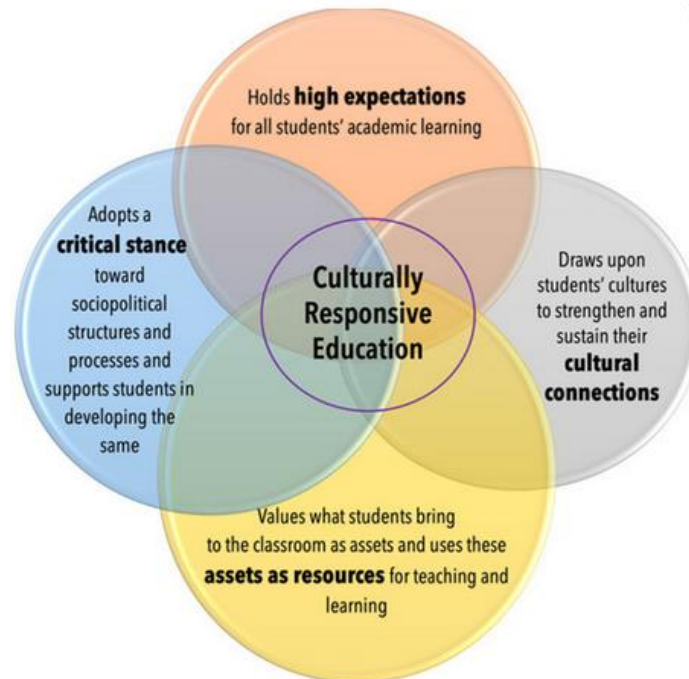 Holds high expectations
for all students' academic learning
Adopts a
critical stance
toward
sociopolitical
structures and
processes and
supports students in
developing the
same
Culturally
Responsive
Education
Draws upon
students' cultures
to strengthen and
sustain their
cultural
connections
Values what students bring
to the classroom as assets and uses these
assets as resources for teaching and
learning